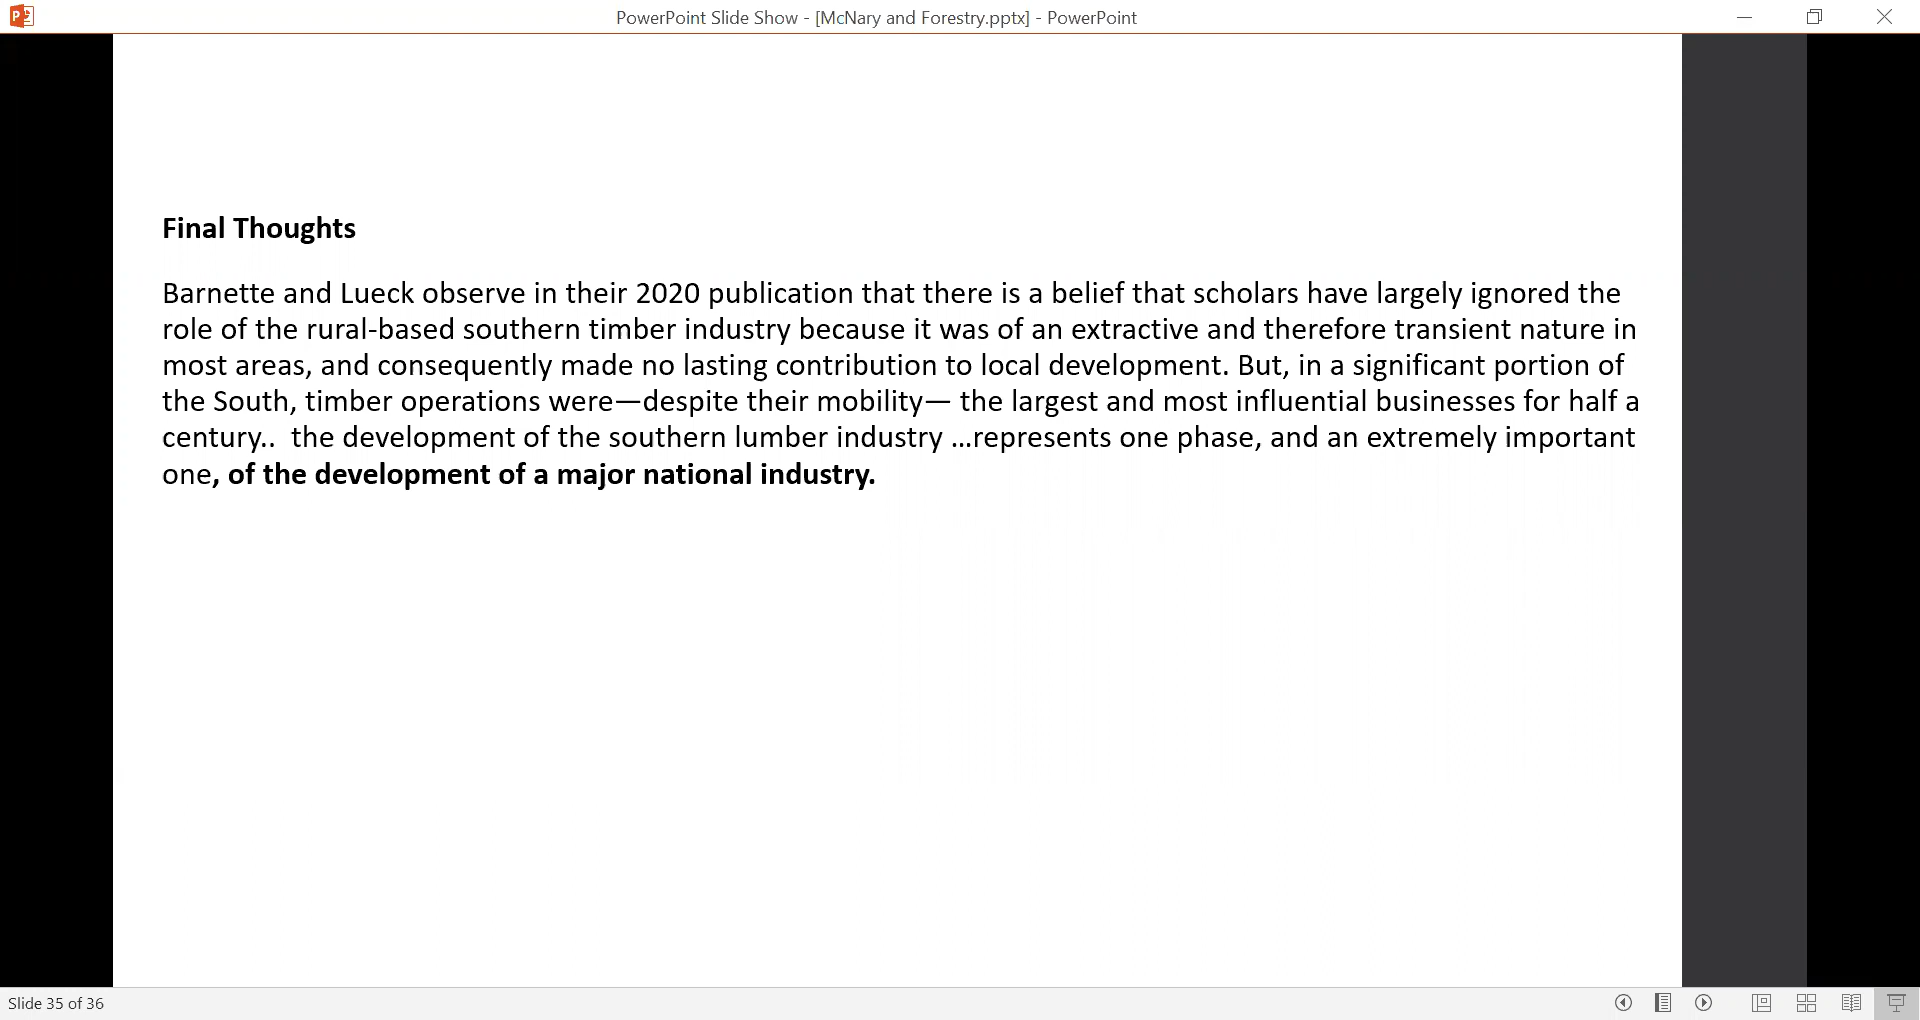 PowerPoint Slide Show - [McNary and Forestry.pptx] - PowerPoint
Final Thoughts
Barnette and Lueck observe in their 2020 publication that there is a belief that scholars have largely ignored the
role of the rural-based southern timber industry because it was of an extractive and therefore transient nature in
most areas, and consequently made no lasting contribution to local development. But, in a significant portion of
the South, timber operations were—despite their mobility— the largest and most influential businesses for half a
century..  the development of the southern lumber industry …represents one phase, and an extremely important
one, of the development of a major national industry.
Slide 35 of 36